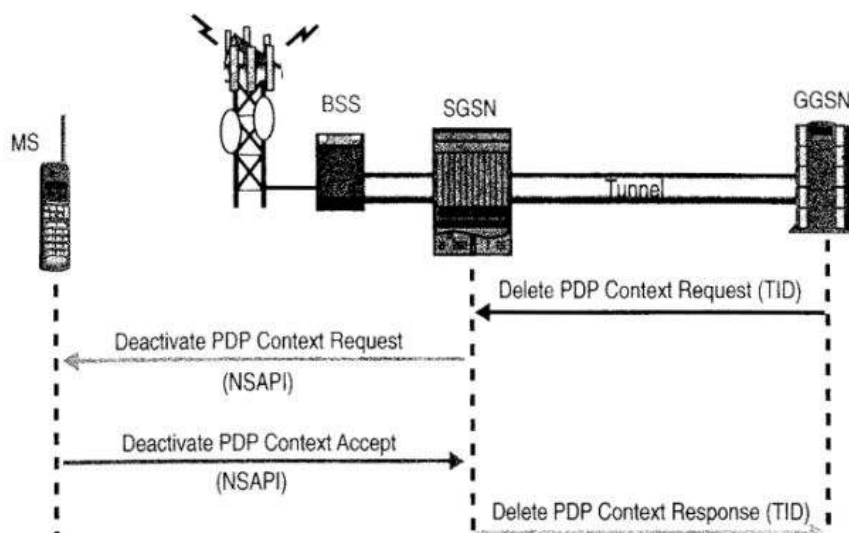 BSS
SGSN
GGSN
MS
Tunnel
Delete PDP Context Request (TID)
Deactivate PDP Context Request
(NSAPI)
Deactivate PDP Context Accept
(NSAPI)
Delete PDP Context Response (TID)